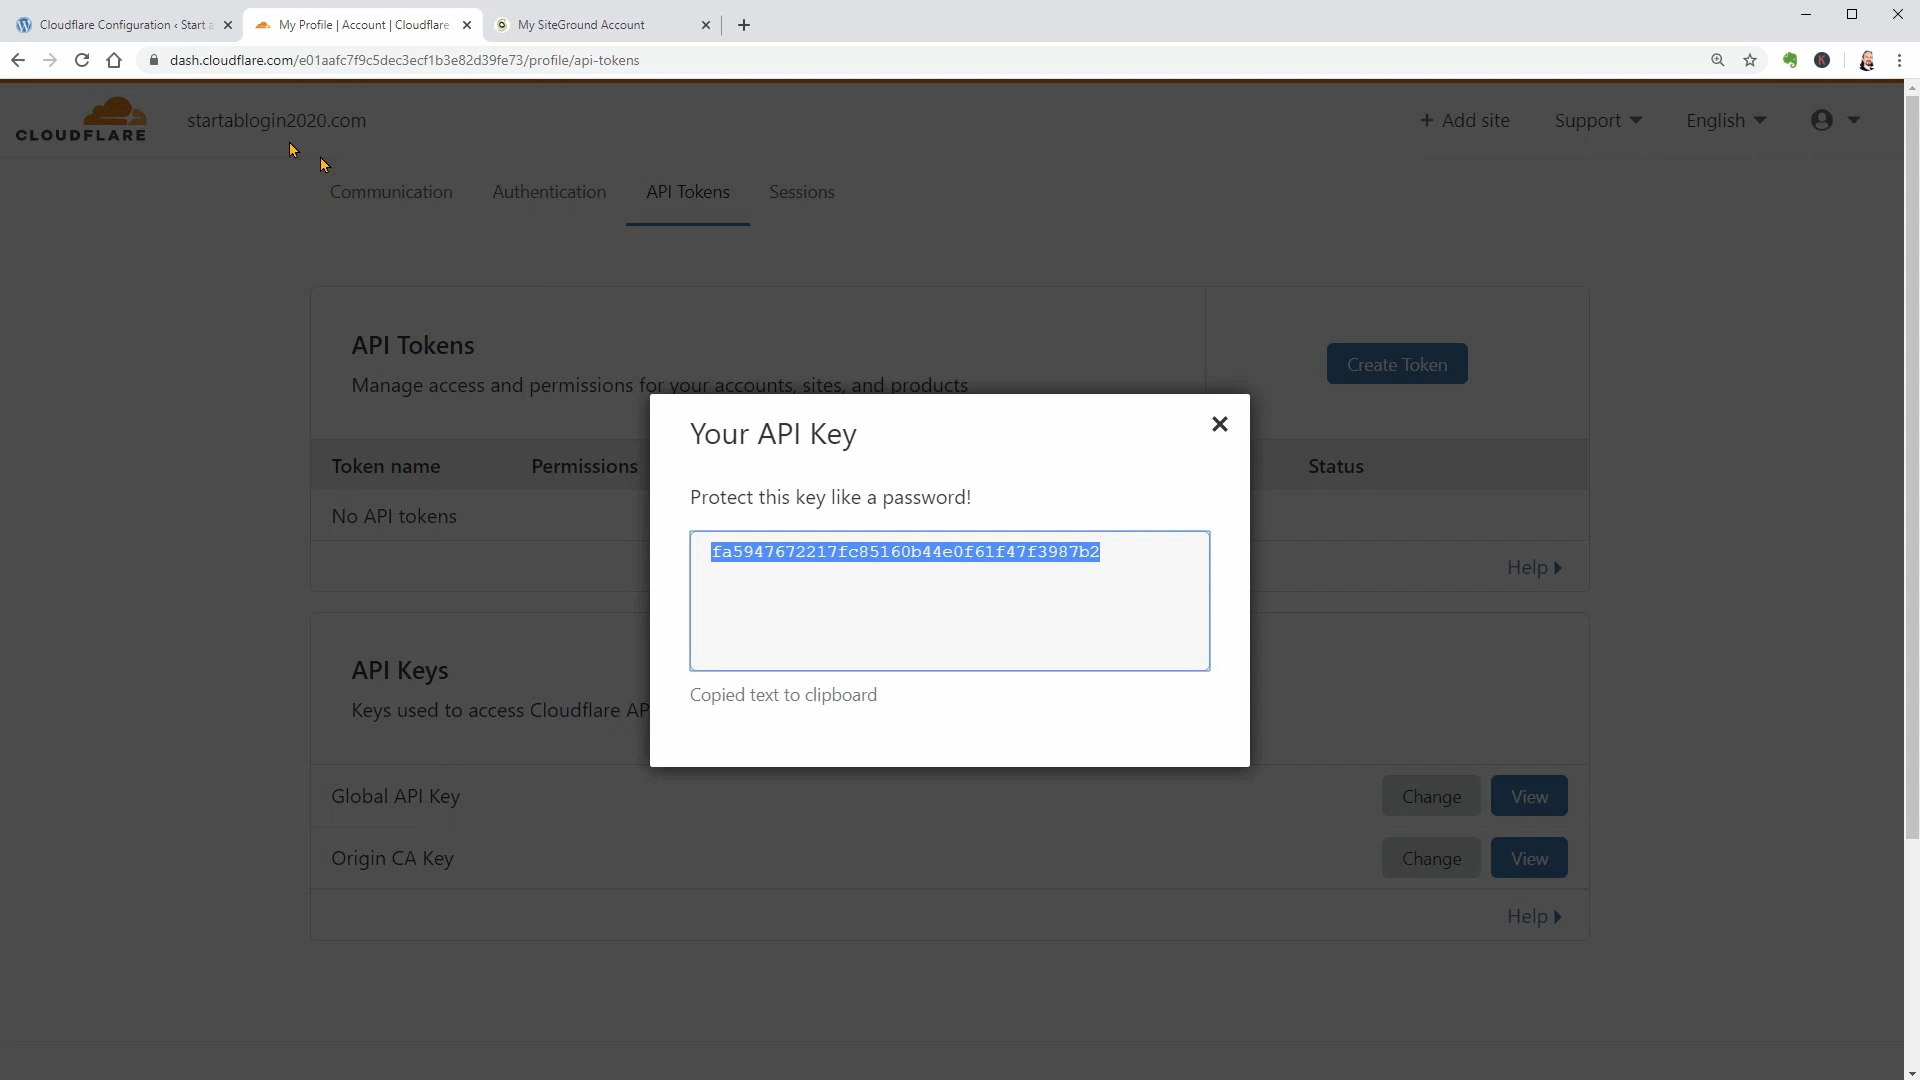 Cloudflare Configuration ‹ Start a
My Profile | Account | Cloudflare
My SiteGround Account
dash.cloudflare.com/e01aafc7f9c5dec3ecf1b3e82d39fe73/profile/api-tokens
CLOUDFLARE
startablogin2020.com
+ Add site
Support
English
Communication
Authentication
API Tokens
Sessions
API Tokens
Manage access and permissions for your accounts, sites, and products
Create Token
Your API Key
Protect this key like a password!
fa5947672217fc85160b44e0f61f47f3987b2
Copied text to clipboard
Token name
Permissions
Status
No API tokens
Help
API Keys
Keys used to access Cloudflare AP
Global API Key
Change
View
Origin CA Key
Change
View
Help